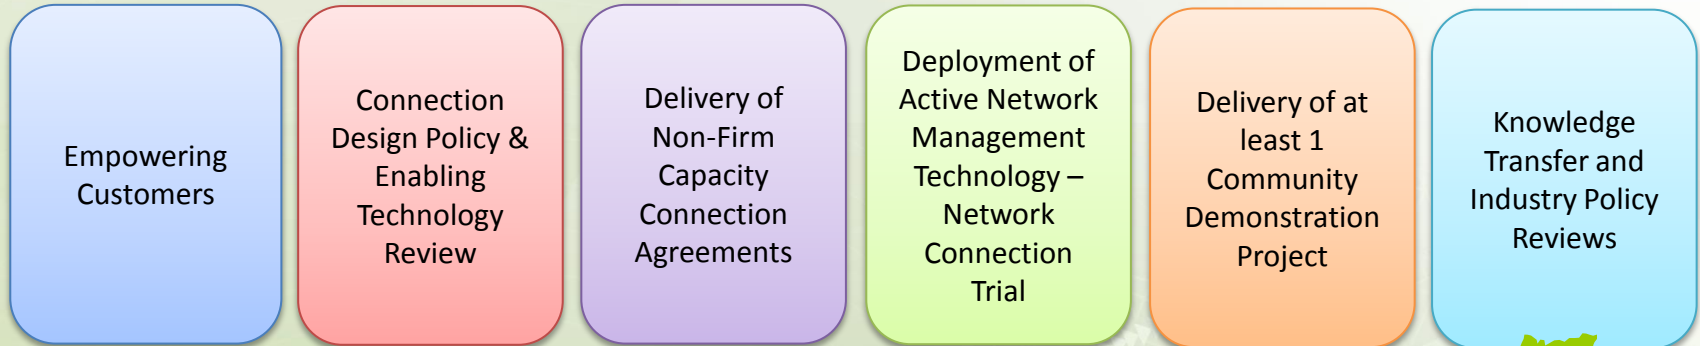 Empowering
Customers
Connection
Design Policy &
Enabling
Technology
Review
Delivery of
Non-Firm
Capacity
Connection
Agreements
Deployment of
Active Network
Management
Technology –
Network
Connection
Trial
Delivery of at
least 1
Community
Demonstration
Project
Knowledge
Transfer and
Industry Policy
Reviews